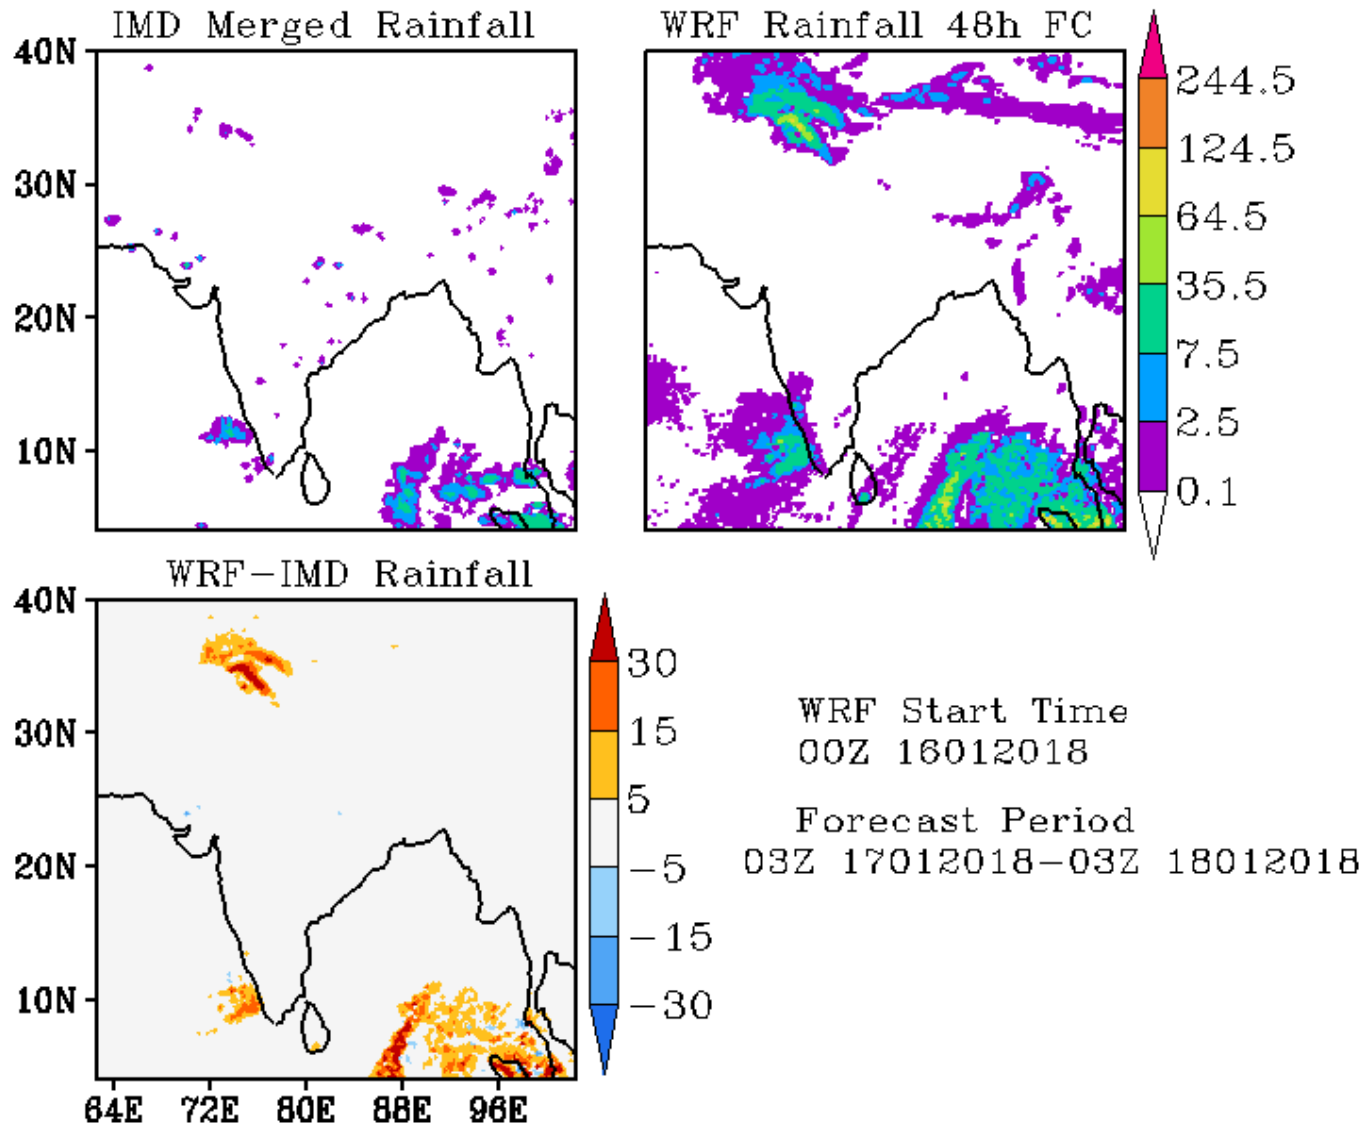 IMD Merged Rainfall
WRF Rainfall 48h FC
40N
30N
20N
10N
244.5
124.5
64.5
35.5
7.5
2.5
0.1
WRF-IMD Rainfall
40N
30N
20N
10N
64E 72E 80E 88E 96E
30
15
5
-5
-15
-30
WRF Start Time
00Z 16012018
Forecast Period
03Z 17012018-03Z 18012018